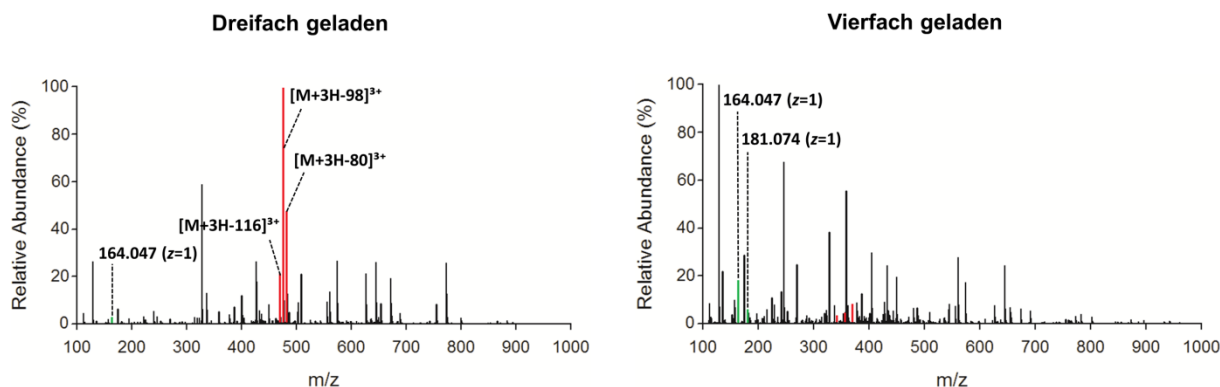 Dreifach geladen
Vierfach geladen
Relative Abundance (%)
100
80
60
40
20
0
[M+3H-98]³⁺
[M+3H-80]³⁺
[M+3H-116]³⁺
164.047 (z=1)
100 200 300 400 500 600 700 800 900 1000
m/z
Relative Abundance (%)
100
80
60
40
20
0
164.047 (z=1)
181.074 (z=1)
100 200 300 400 500 600 700 800 900 1000
m/z